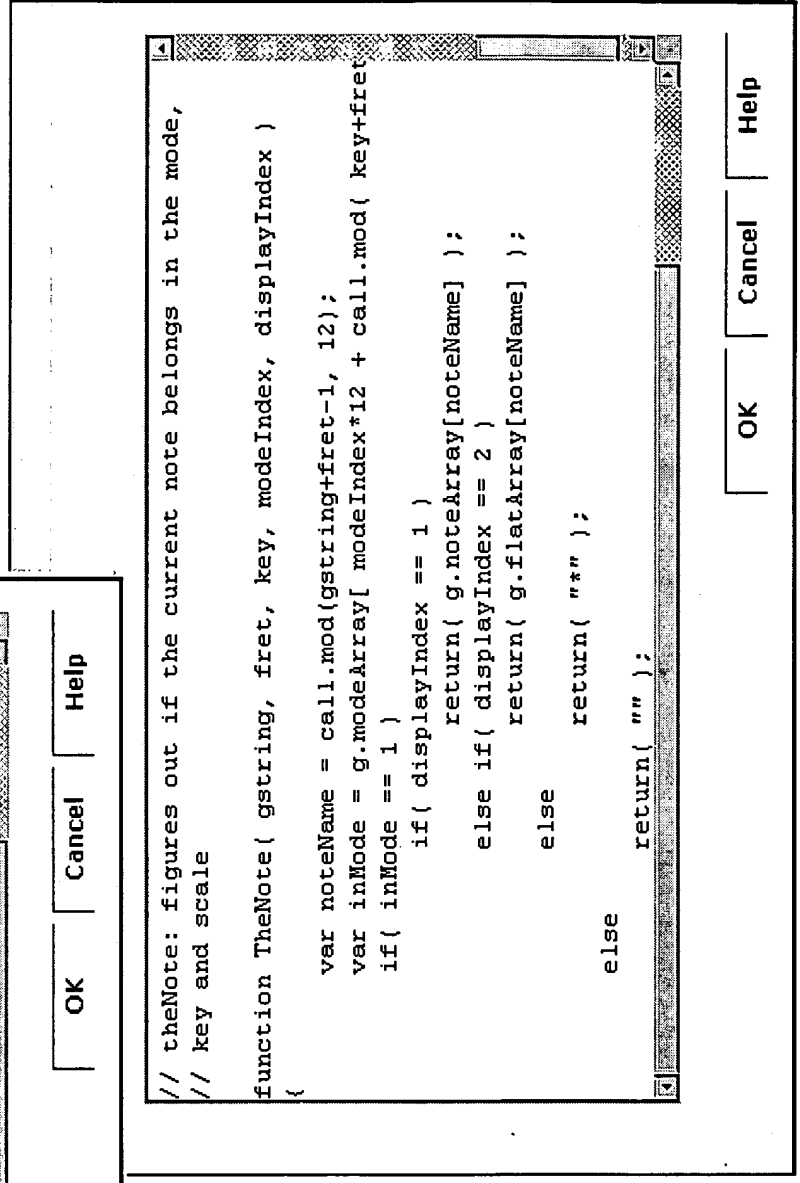 OK Cancel Help
// theNote: figures out if the current note belongs in the mode,
// key and scale
function TheNote( gstring, fret, key, modeIndex, displayIndex )
{
var noteName = call.mod(gstring+fret-1, 12);
var inMode = g.modeArray[ modeIndex*12 + call.mod( key+fret
if( inMode == 1 )
if( displayIndex == 1 )
return( g.noteArray[noteName] );
else if( displayIndex == 2 )
return( g.flatArray[noteName] );
else
return( "*" );
else
return( "" );
OK Cancel Help